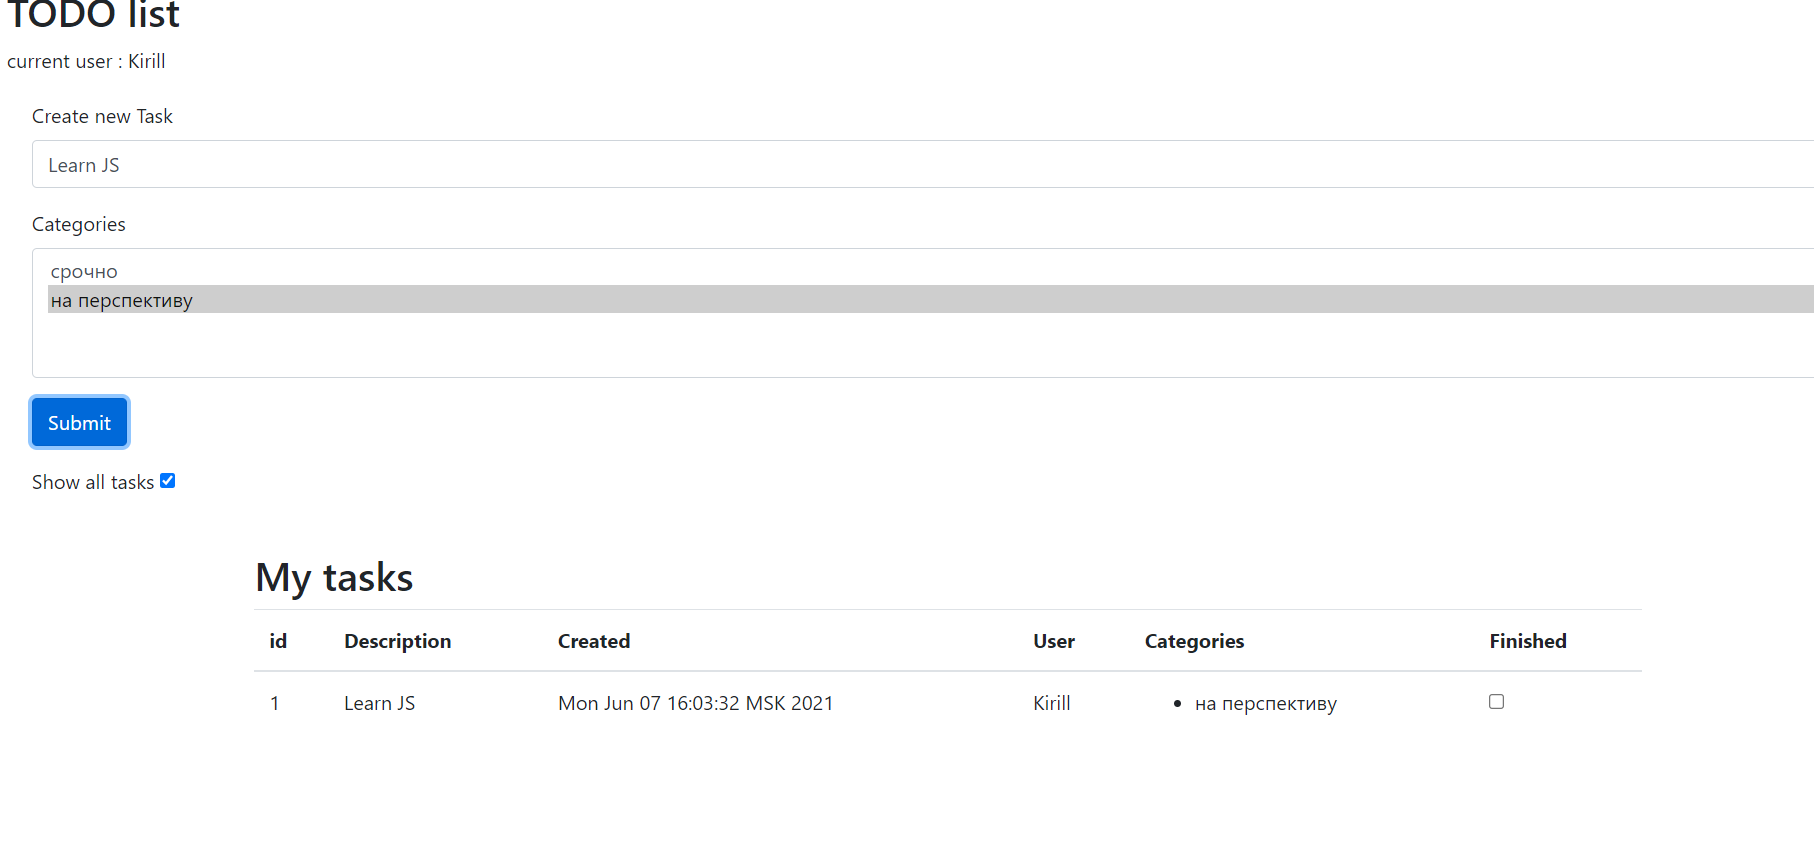 TODO list
current user : Kirill
Create new Task
Learn JS
Categories
срочно
на перспективу
Submit
Show all tasks
My tasks
id Description Created User Categories Finished
1 Learn JS Mon Jun 07 16:03:32 MSK 2021 Kirill на перспективу